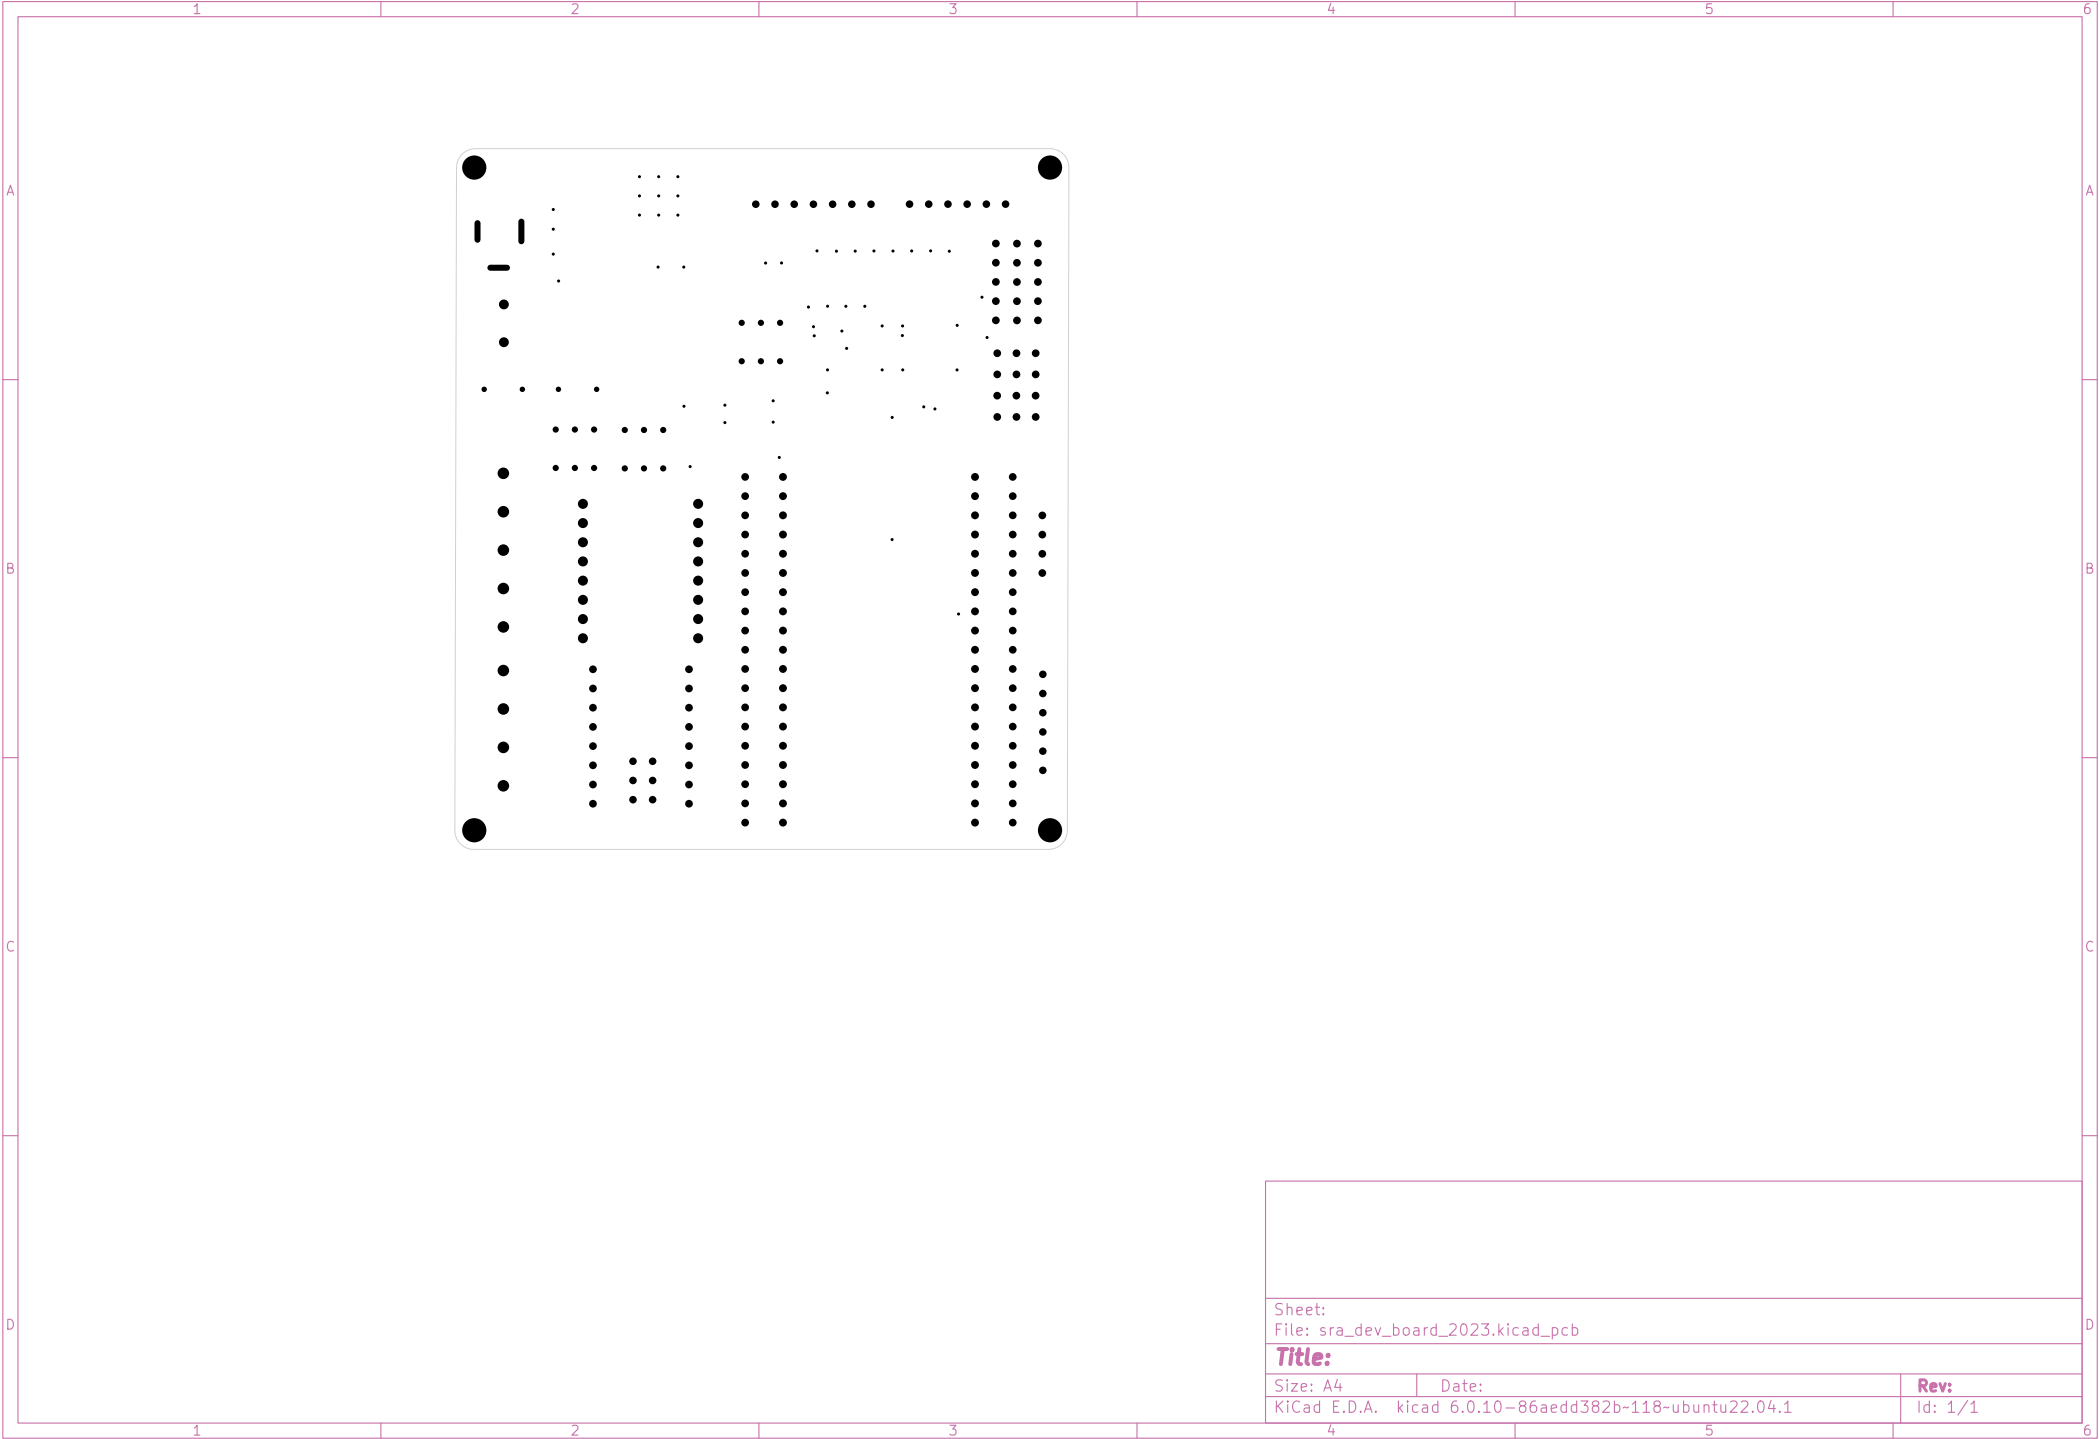 1 2 3 4 5 6
A A
B B
C C
D D
Sheet:
File: sra_dev_board_2023.kicad_pcb
Title:
Size: A4 Date: Rev:
KiCad E.D.A. kicad 6.0.10-86aedd382b~118~ubuntu22.04.1 Id: 1/1
1 2 3 4 5 6